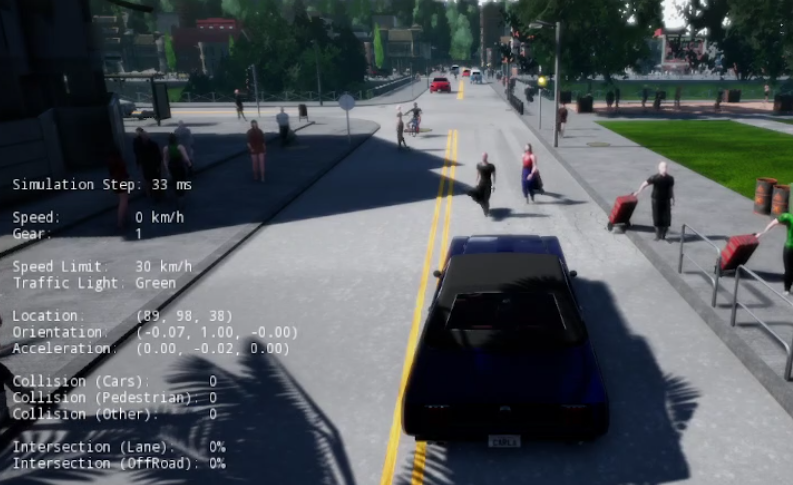 Simulation Step: 33 ms
Speed: 0 km/h
Gear: 1
Speed Limit: 30 km/h
Traffic Light: Green
Location: (89, 98, 38)
Orientation: (-0.07, 1.00, -0.00)
Acceleration: (0.00, -0.02, 0.00)
Collision (Cars): 0
Collision (Pedestrian): 0
Collision (Other): 0
Intersection (Lane): 0%
Intersection (OffRoad): 0%